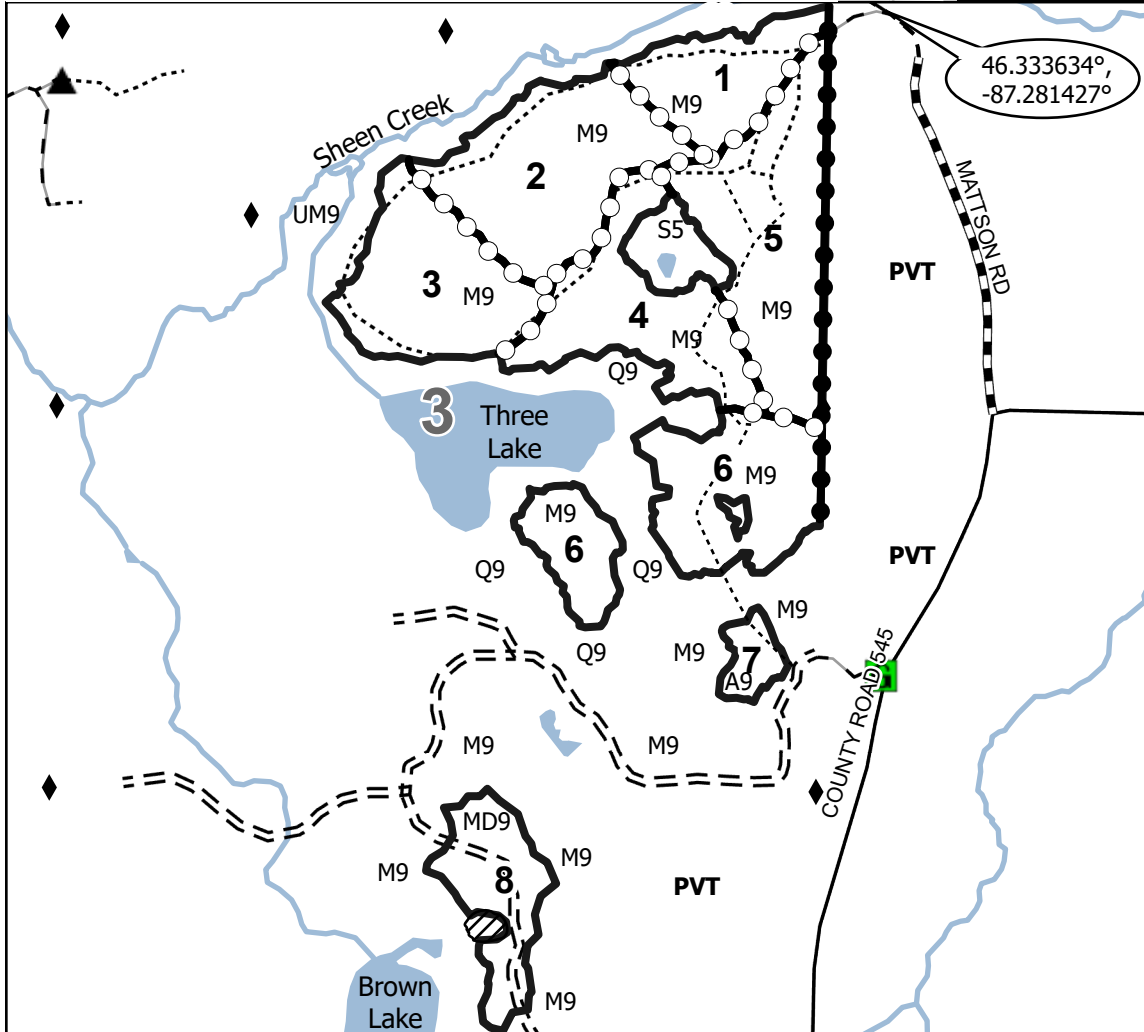 46.333634°,
-87.281427°
1
M9
M9
Sheen Creek
2
MATTSON RD
UM9
S5
5
PVT
3
M9
M9
4
M9
Q9
3
Three
Lake
6
M9
M9
6
Q9
Q9
PVT
M9
Q9
M9
7
A9
COUNTY ROAD 545
M9
M9
MD9
M9
M9
8
PVT
Brown
Lake
M9